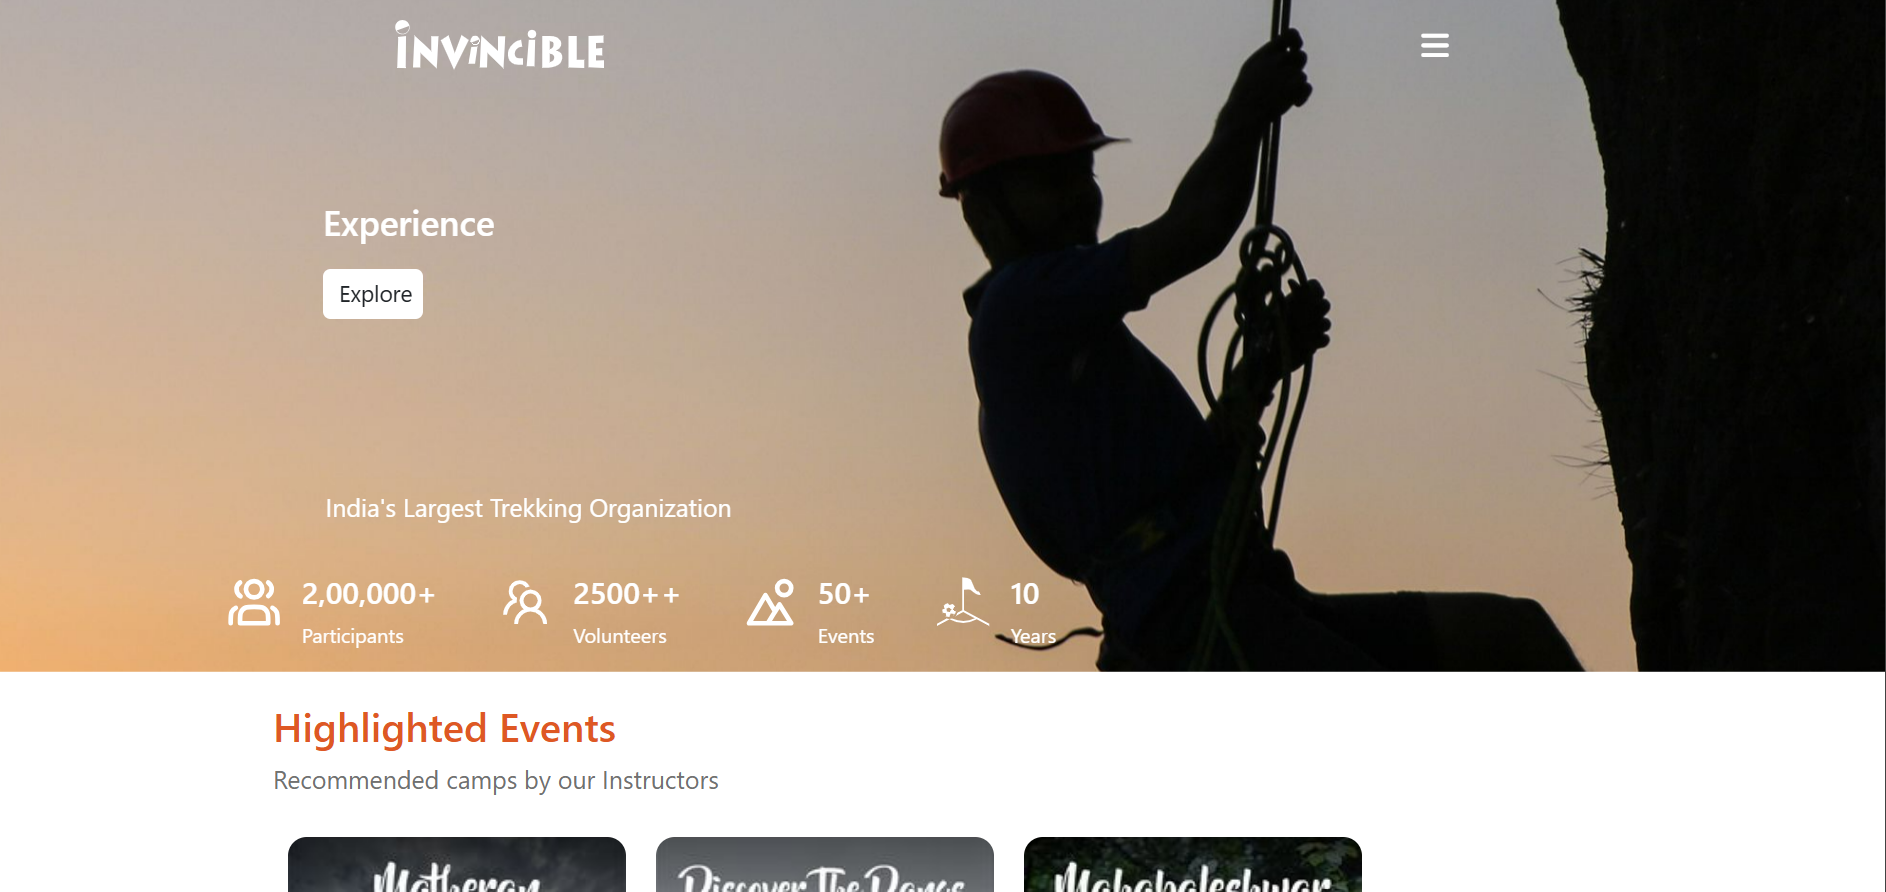 INVINCIBLE
Experience
Explore
India's Largest Trekking Organization
2,00,000+
Participants
2500++
Volunteers
50+
Events
10
Years
Highlighted Events
Recommended camps by our Instructors
Matheran
Discover The Dangs
Mahabaleshwar